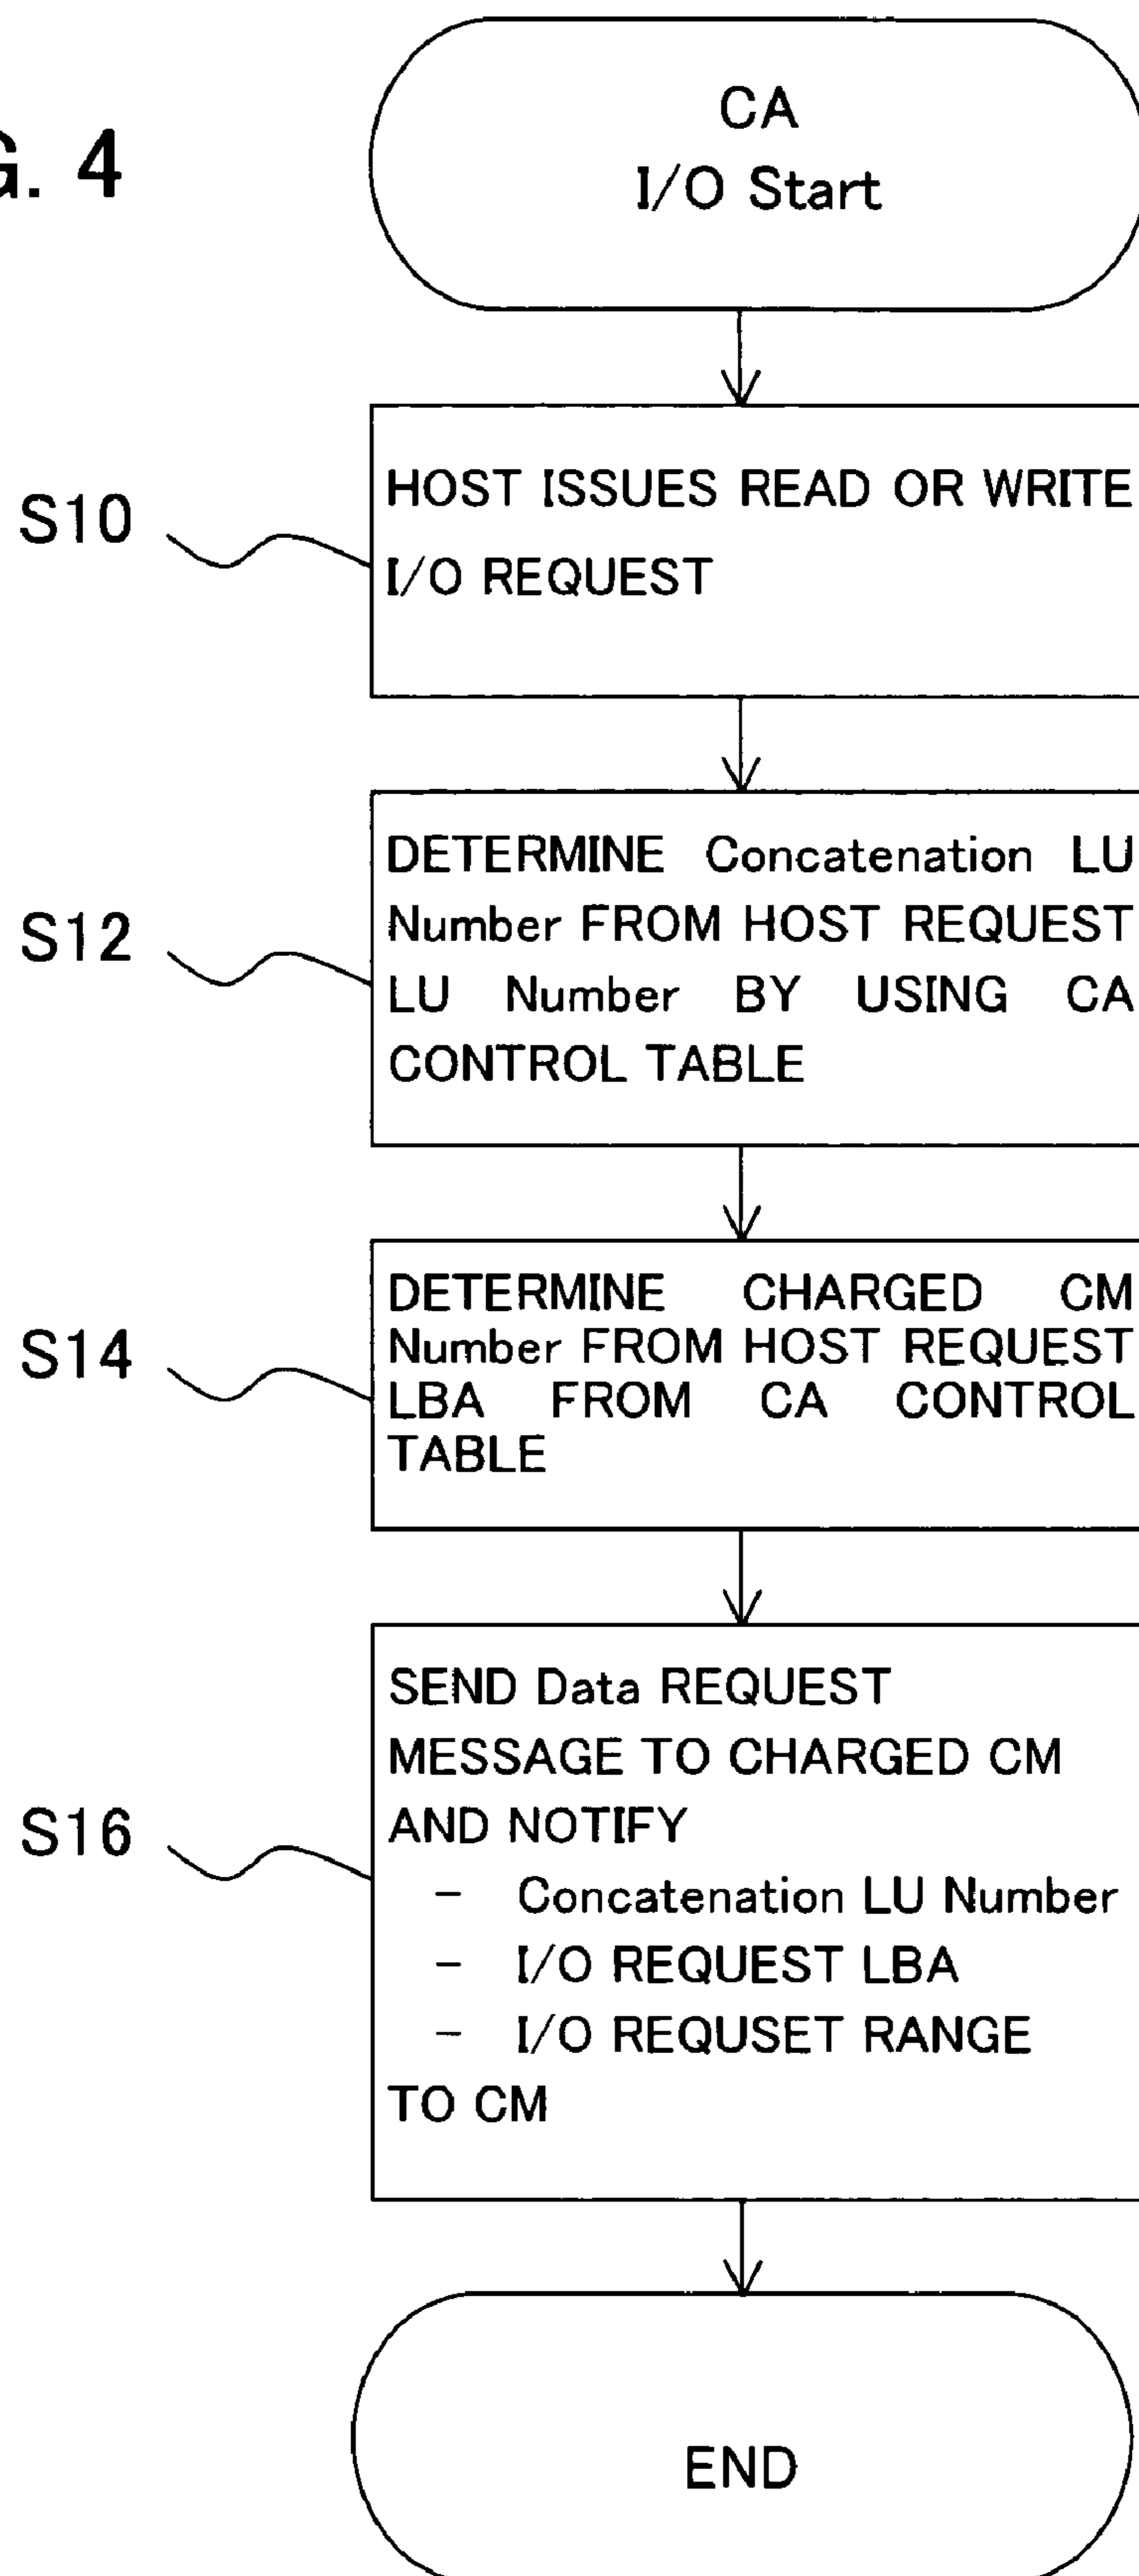 G. 4
CA
I/O Start
S10
HOST ISSUES READ OR WRITE
I/O REQUEST
S12
DETERMINE Concatenation LU
Number FROM HOST REQUEST
LU Number BY USING CA
CONTROL TABLE
S14
DETERMINE CHARGED CM
Number FROM HOST REQUEST
LBA FROM CA CONTROL
TABLE
S16
SEND Data REQUEST
MESSAGE TO CHARGED CM
AND NOTIFY
- Concatenation LU Number
- I/O REQUEST LBA
- I/O REQUSET RANGE
TO CM
END